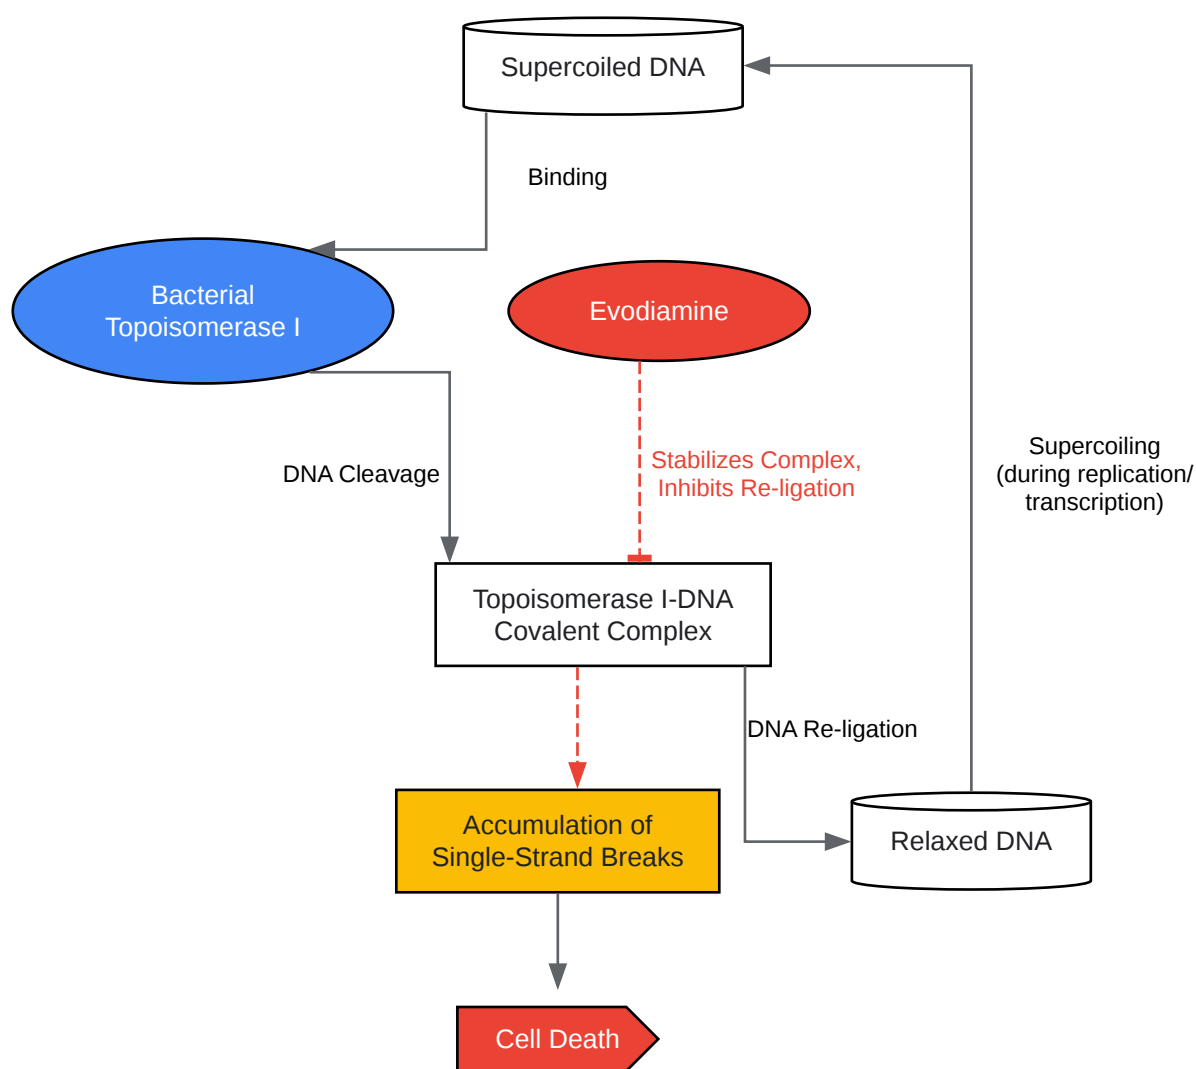 Supercoiled DNA
Binding
Bacterial
Topoisomerase I
Evodiamine
DNA Cleavage
Stabilizes Complex,
Inhibits Re-ligation
Supercoiling
(during replication/
transcription)
Topoisomerase I-DNA
Covalent Complex
DNA Re-ligation
Accumulation of
Single-Strand Breaks
Relaxed DNA
Cell Death